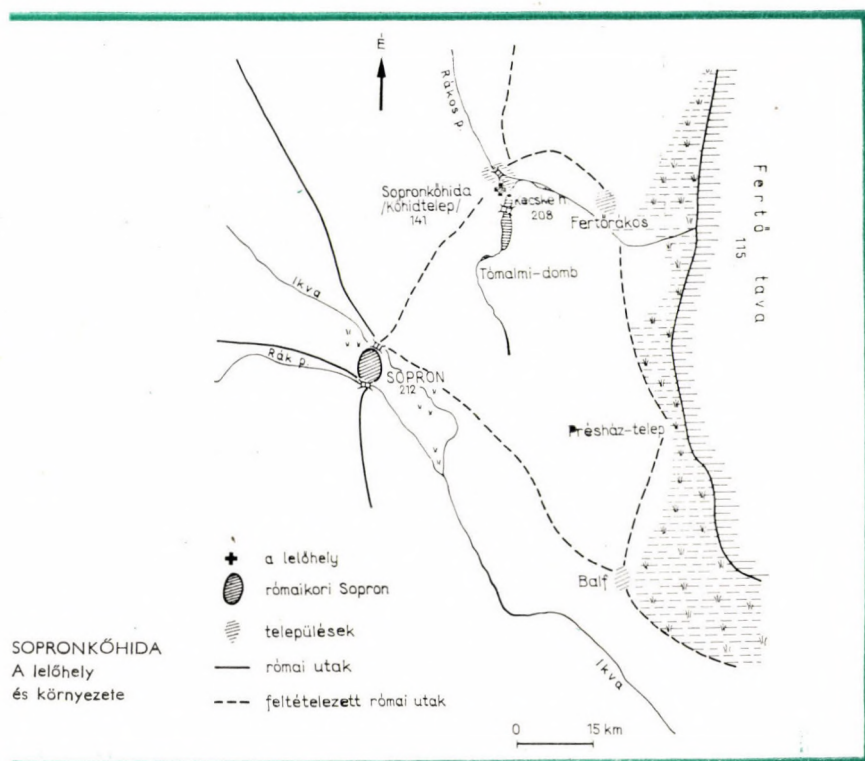 É
Rákos p.
Sopronkőhida
/kőhidtelep/
141
Kecske h
208
Fertőrákos
Fertő tava
115
Tómalmi-domb
Ikva
Rák p.
SOPRON
212
Présház-telep
Balf
Ikva
a lelőhely
rómaikori Sopron
települések
római utak
feltételezett római utak
SOPRONKŐHIDA
A lelőhely
és környezete
0 15 km